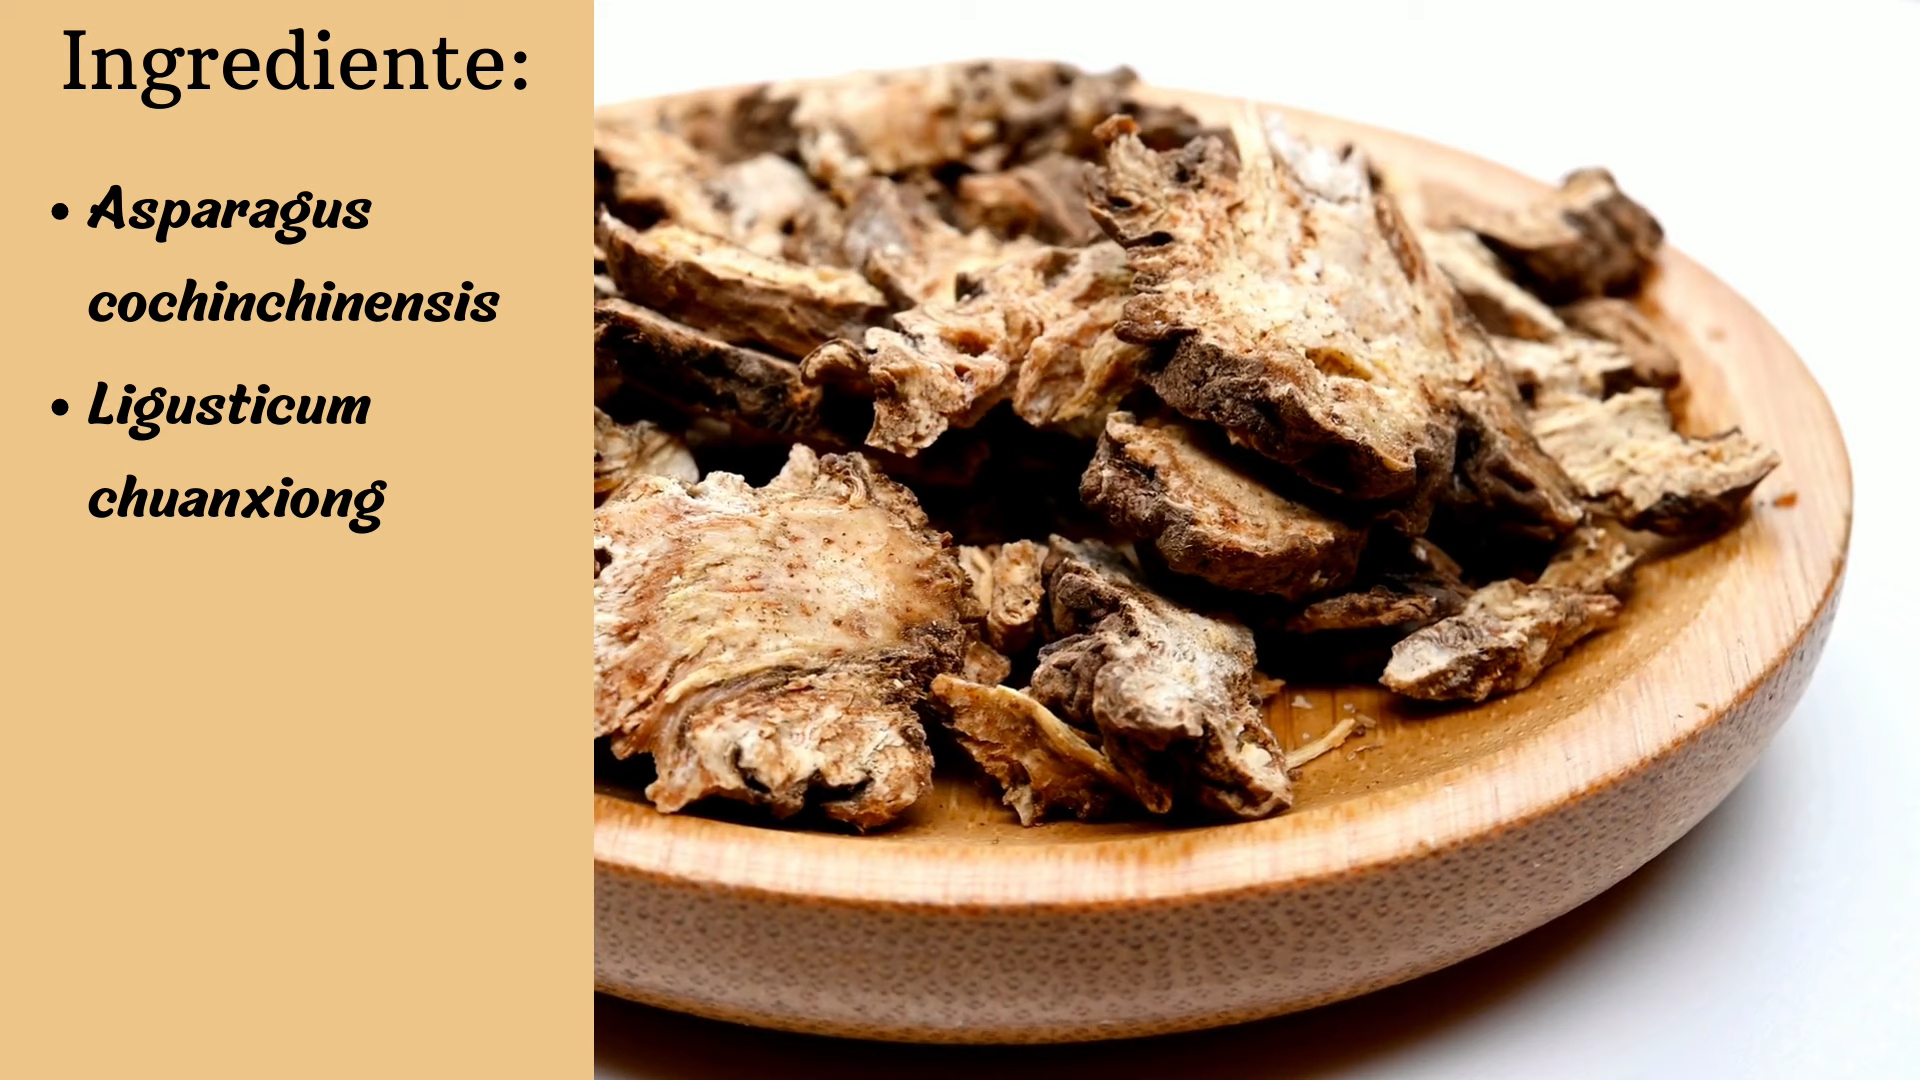 Ingrediente:
• Asparagus
cochinchinensis
• Ligusticum
chuanxiong